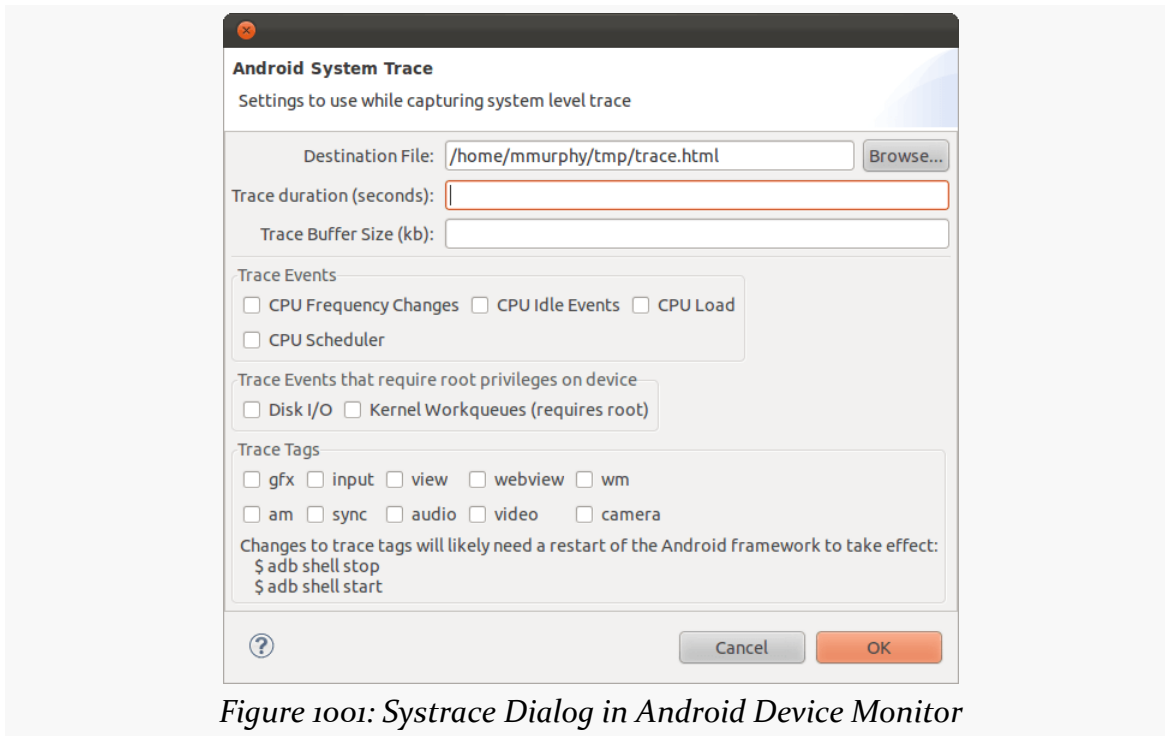 Android System Trace
Settings to use while capturing system level trace
Destination File: /home/mmurphy/tmp/trace.html Browse...
Trace duration (seconds):
Trace Buffer Size (kb):
Trace Events
CPU Frequency Changes CPU Idle Events CPU Load
CPU Scheduler
Trace Events that require root privileges on device
Disk I/O Kernel Workqueues (requires root)
Trace Tags
gfx input view webview wm
am sync audio video camera
Changes to trace tags will likely need a restart of the Android framework to take effect:
$ adb shell stop
$ adb shell start
? Cancel OK
Figure 1001: Systrace Dialog in Android Device Monitor